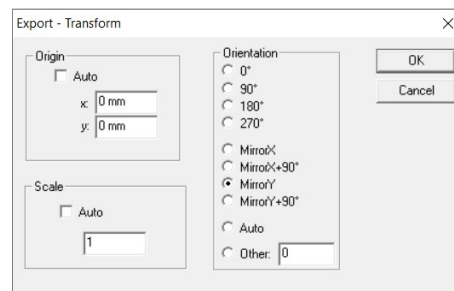 Export - Transform
Origin
Auto
x: 0 mm
y: 0 mm
Scale
Auto
1
Orientation
0°
90°
180°
270°
MirrorX
MirrorX+90°
MirrorY
MirrorY+90°
Auto
Other: 0
OK
Cancel